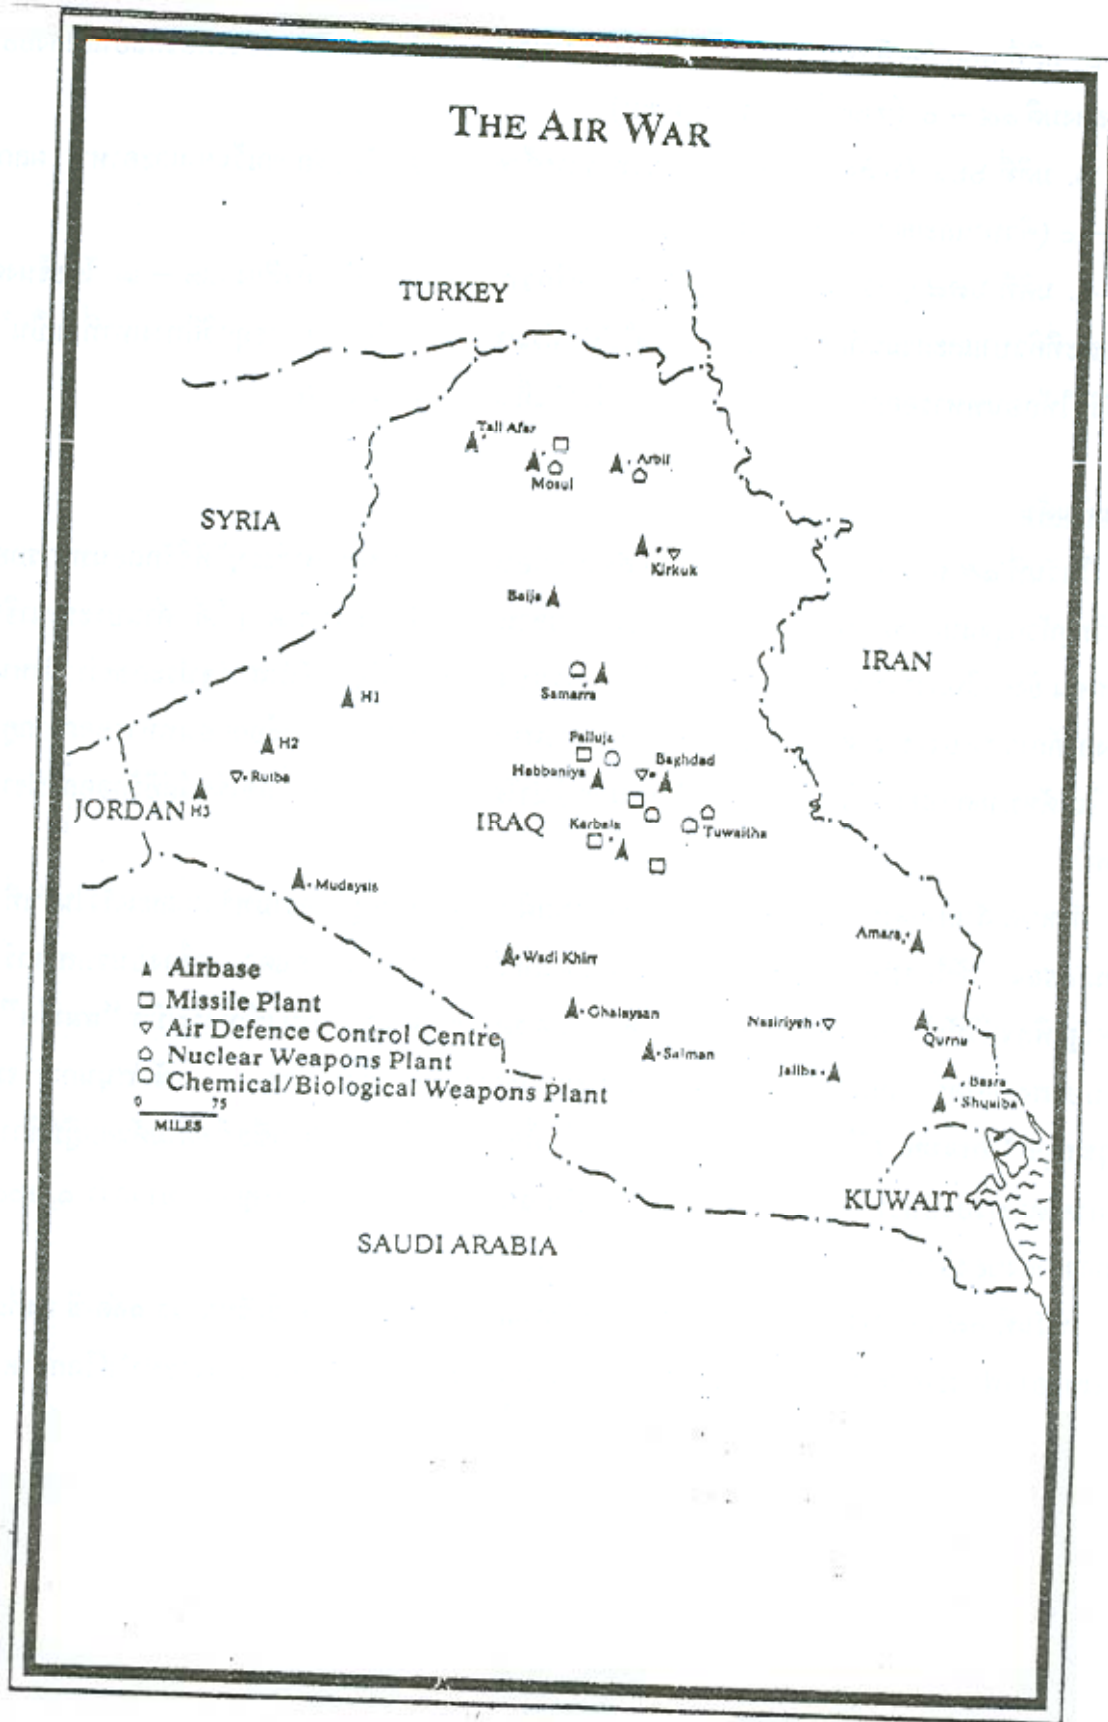 THE AIR WAR
TURKEY
Tall Afar
Arbil
Mosul
SYRIA
Kirkuk
Baija
IRAN
Samarra
H1
Falluja
H2
Baghdad
Habbaniya
Rutba
JORDAN
H3
IRAQ
Karbala
Tuwaitha
Mudaysis
Amara
Wadi Khirr
Airbase
Missile Plant
Ghalaysan
Nasiriyeh
Air Defence Control Centre
Qurna
Salman
Nuclear Weapons Plant
Jaliba
Basra
Chemical/Biological Weapons Plant
Shuaiba
0 75
MILES
KUWAIT
SAUDI ARABIA